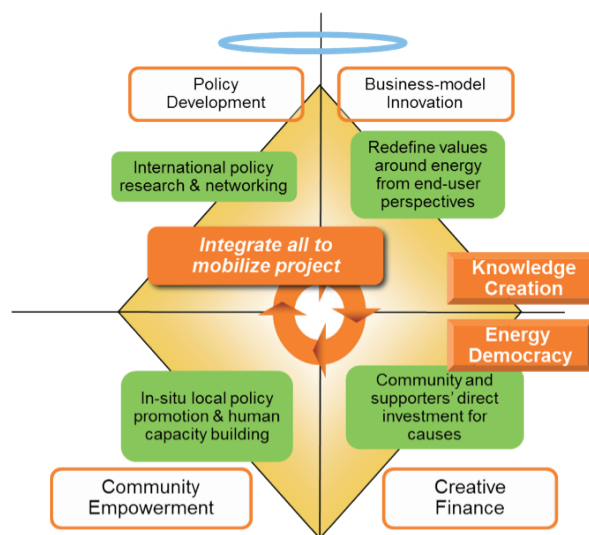 Policy
Development
Business-model
Innovation
International policy
research & networking
Redefine values
around energy
from end-user
perspectives
Integrate all to
mobilize project
Knowledge
Creation
Energy
Democracy
In-situ local policy
promotion & human
capacity building
Community and
supporters' direct
investment for
causes
Community
Empowerment
Creative
Finance